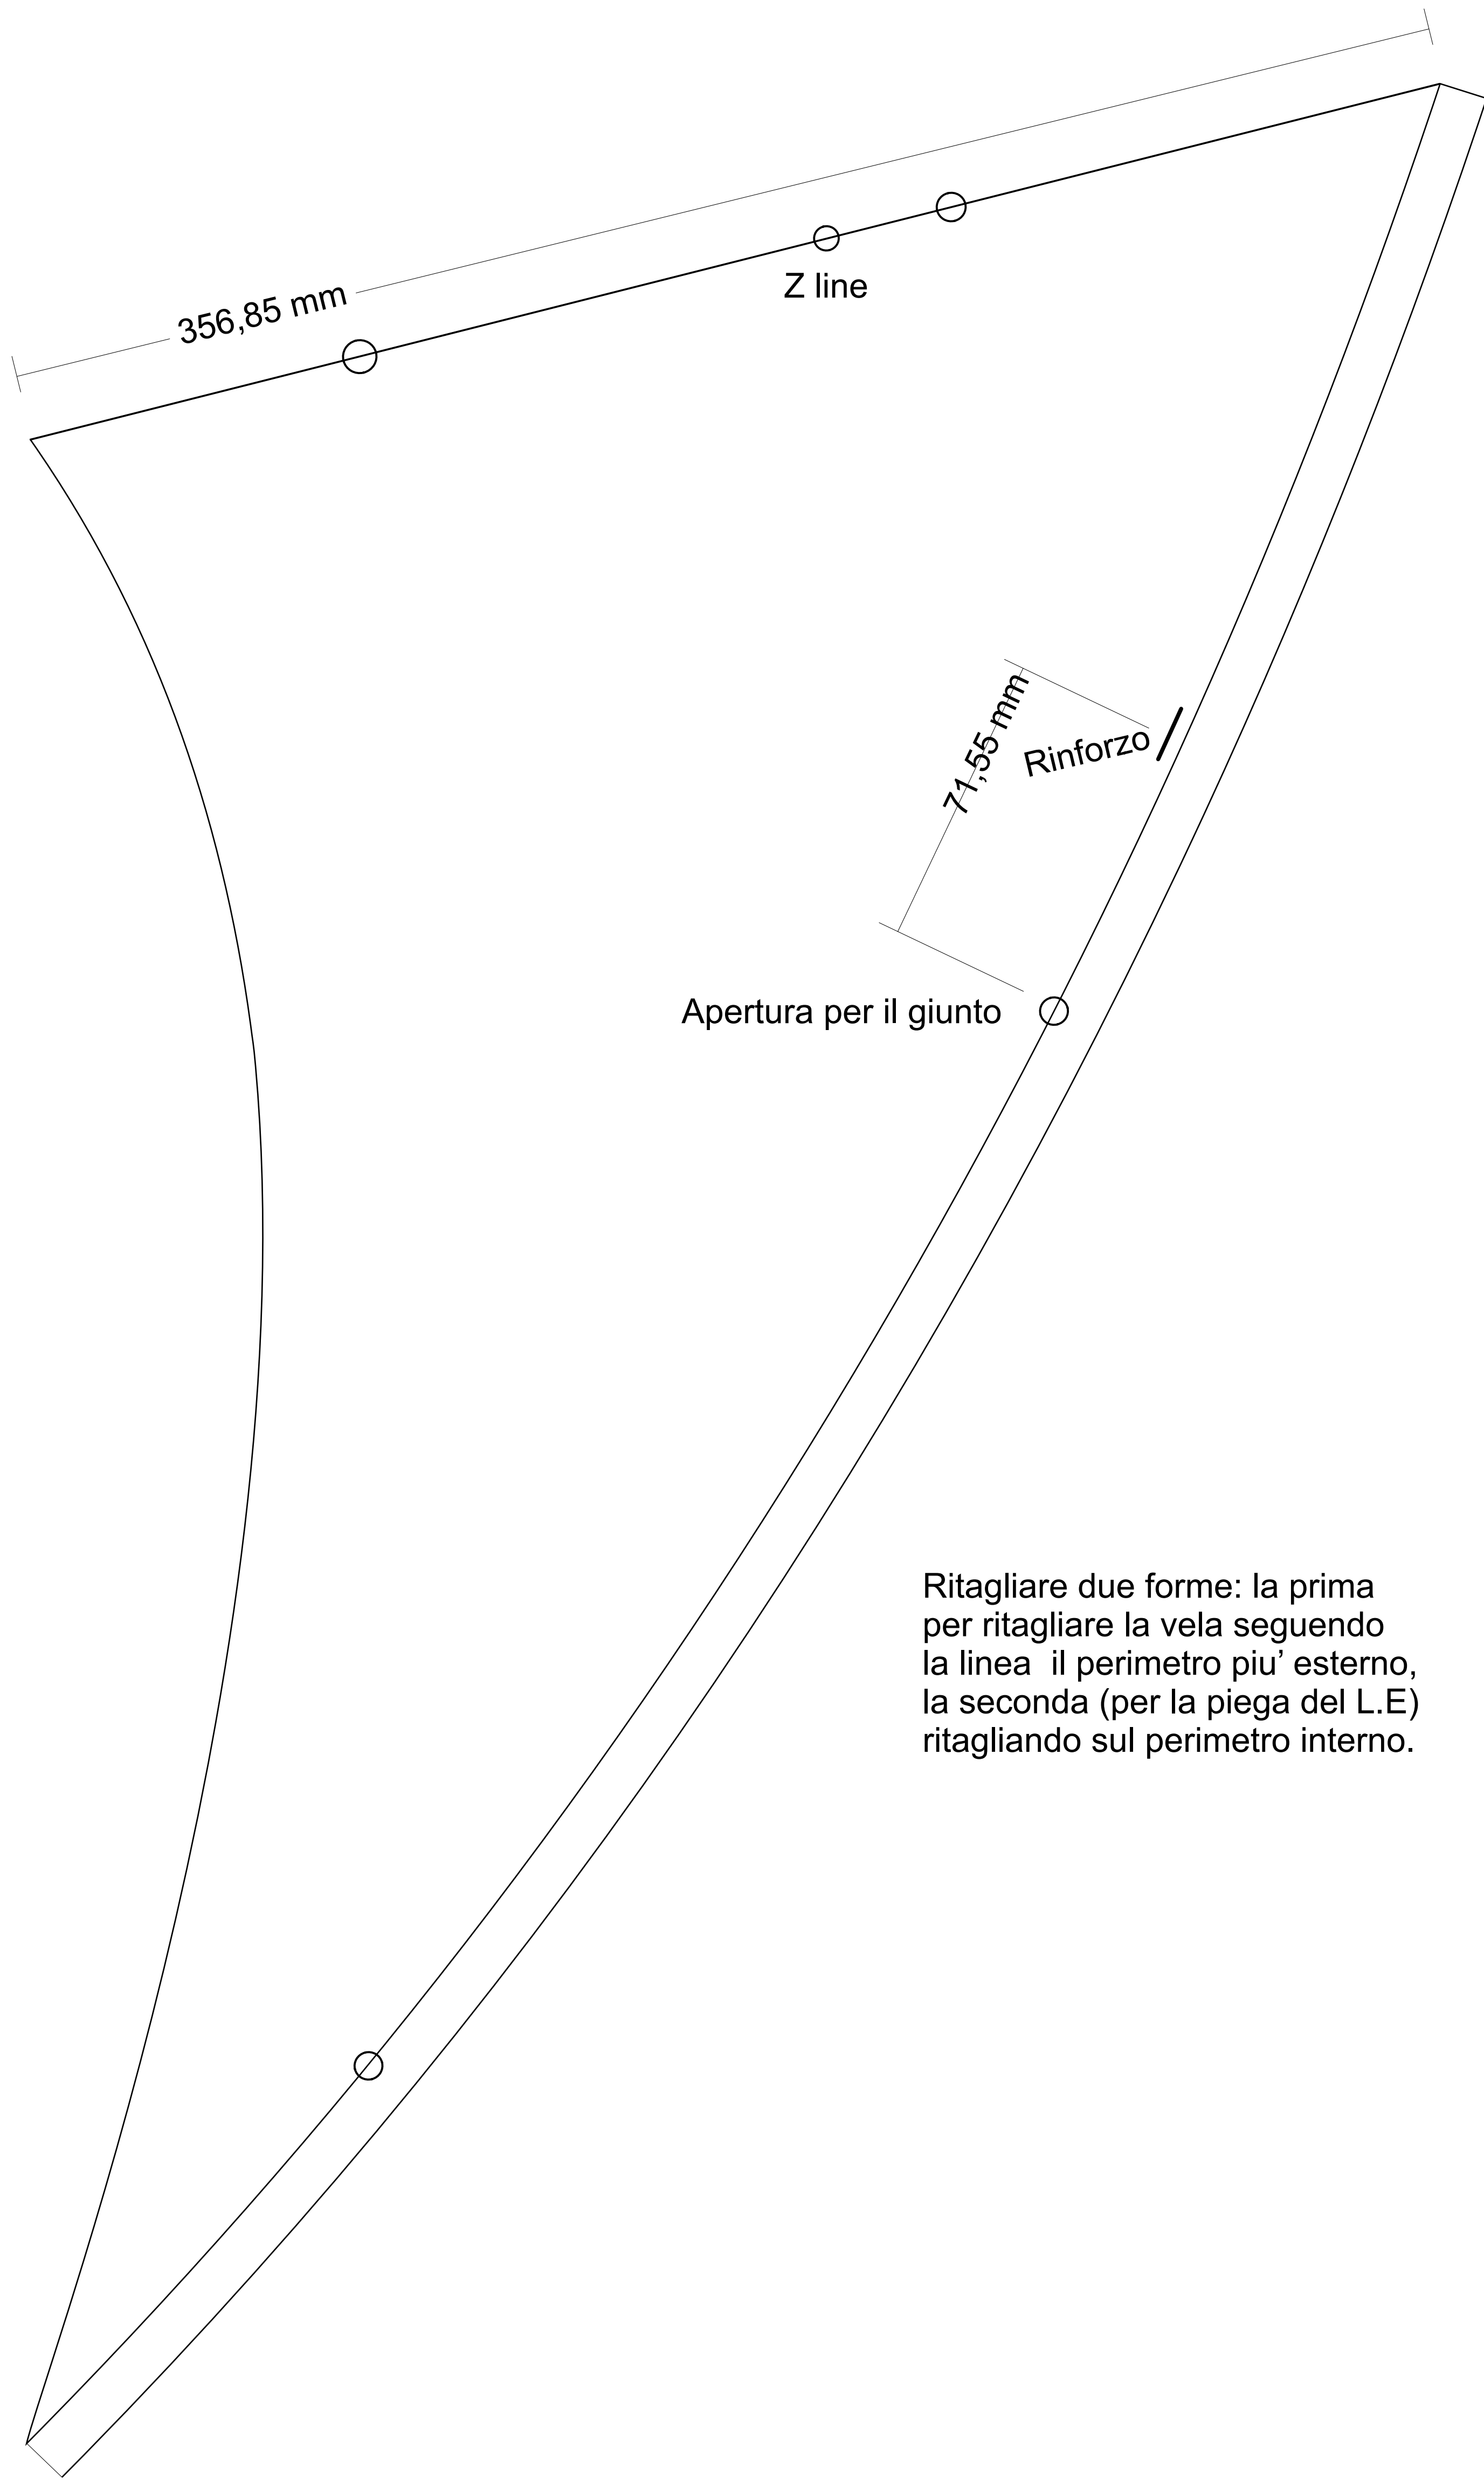 356,85 mm
Z line
71,55 mm
Rinforzo
Apertura per il giunto
Ritagliare due forme: la prima
per ritagliare la vela seguendo
la linea  il perimetro piu’ esterno,
la seconda (per la piega del L.E)
ritagliando sul perimetro interno.